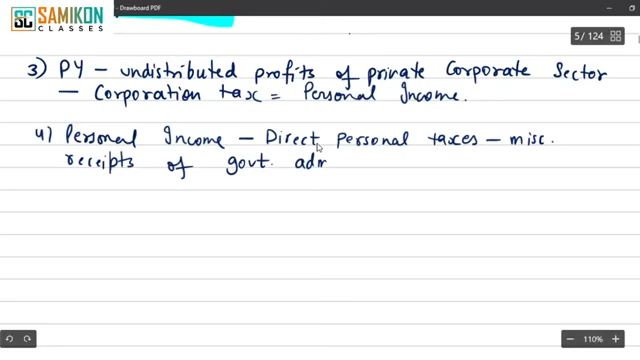 SC SAMIKON CLASSES
- Drawboard PDF
5 / 124
3) PY - undistributed profits of private Corporate Sector
- Corporation tax = Personal Income.
4) Personal Income - Direct Personal taxes - misc.
receipts of govt. adm
110%